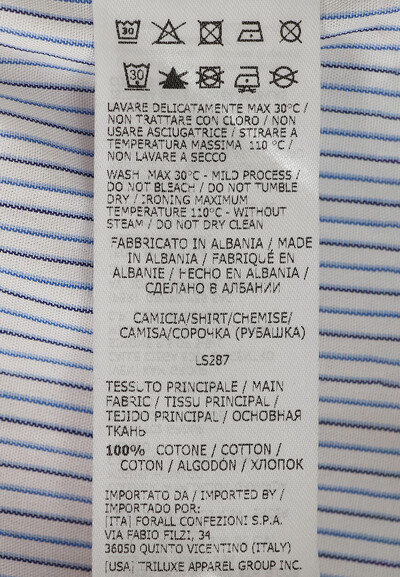 30
30
LAVARE DELICATAMENTE MAX 30°C /
NON TRATTARE CON CLORO / NON
USARE ASCIUGATRICE / STIRARE A
TEMPERATURA MASSIMA 110°C /
NON LAVARE A SECCO
WASH MAX 30°C - MILD PROCESS /
DO NOT BLEACH / DO NOT TUMBLE
DRY / IRONING MAXIMUM
TEMPERATURE 110°C - WITHOUT
STEAM / DO NOT DRY CLEAN
FABBRICATO IN ALBANIA / MADE
IN ALBANIA / FABRIQUÉ EN
ALBANIE / HECHO EN ALBANIA /
СДЕЛАНО В АЛБАНИИ
CAMICIA/SHIRT/CHEMISE/
CAMISA/СОРОЧКА (РУБАШКА)
LS287
TESSUTO PRINCIPALE / MAIN
FABRIC / TISSU PRINCIPAL /
TEJIDO PRINCIPAL / ОСНОВНАЯ
ТКАНЬ
100% COTONE / COTTON /
COTON / ALGODÓN / ХЛОПОК
IMPORTATO DA / IMPORTED BY /
IMPORTADO POR:
[ITA] FORALL CONFEZIONI S.P.A.
VIA FABIO FILZI, 34
36050 QUINTO VICENTINO (ITALY)
[USA] TRILUXE APPAREL GROUP INC.